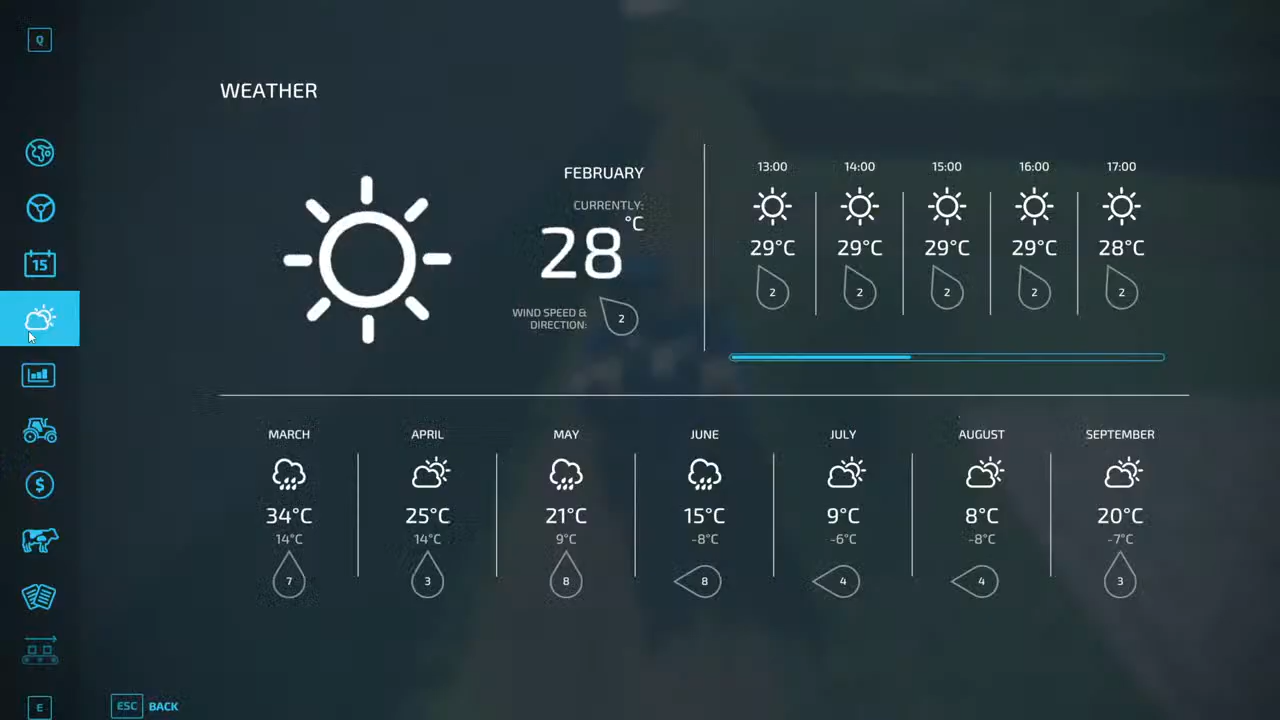 Q
WEATHER
FEBRUARY
CURRENTLY:
28 °C
WIND SPEED &
DIRECTION:
2
13:00 14:00 15:00 16:00 17:00
29°C 29°C 29°C 29°C 28°C
2 2 2 2 2
15
MARCH APRIL MAY JUNE JULY AUGUST SEPTEMBER
34°C 25°C 21°C 15°C 9°C 8°C 20°C
14°C 14°C 9°C -8°C -6°C -8°C -7°C
7 3 8 8 4 4 3
$
E
ESC BACK